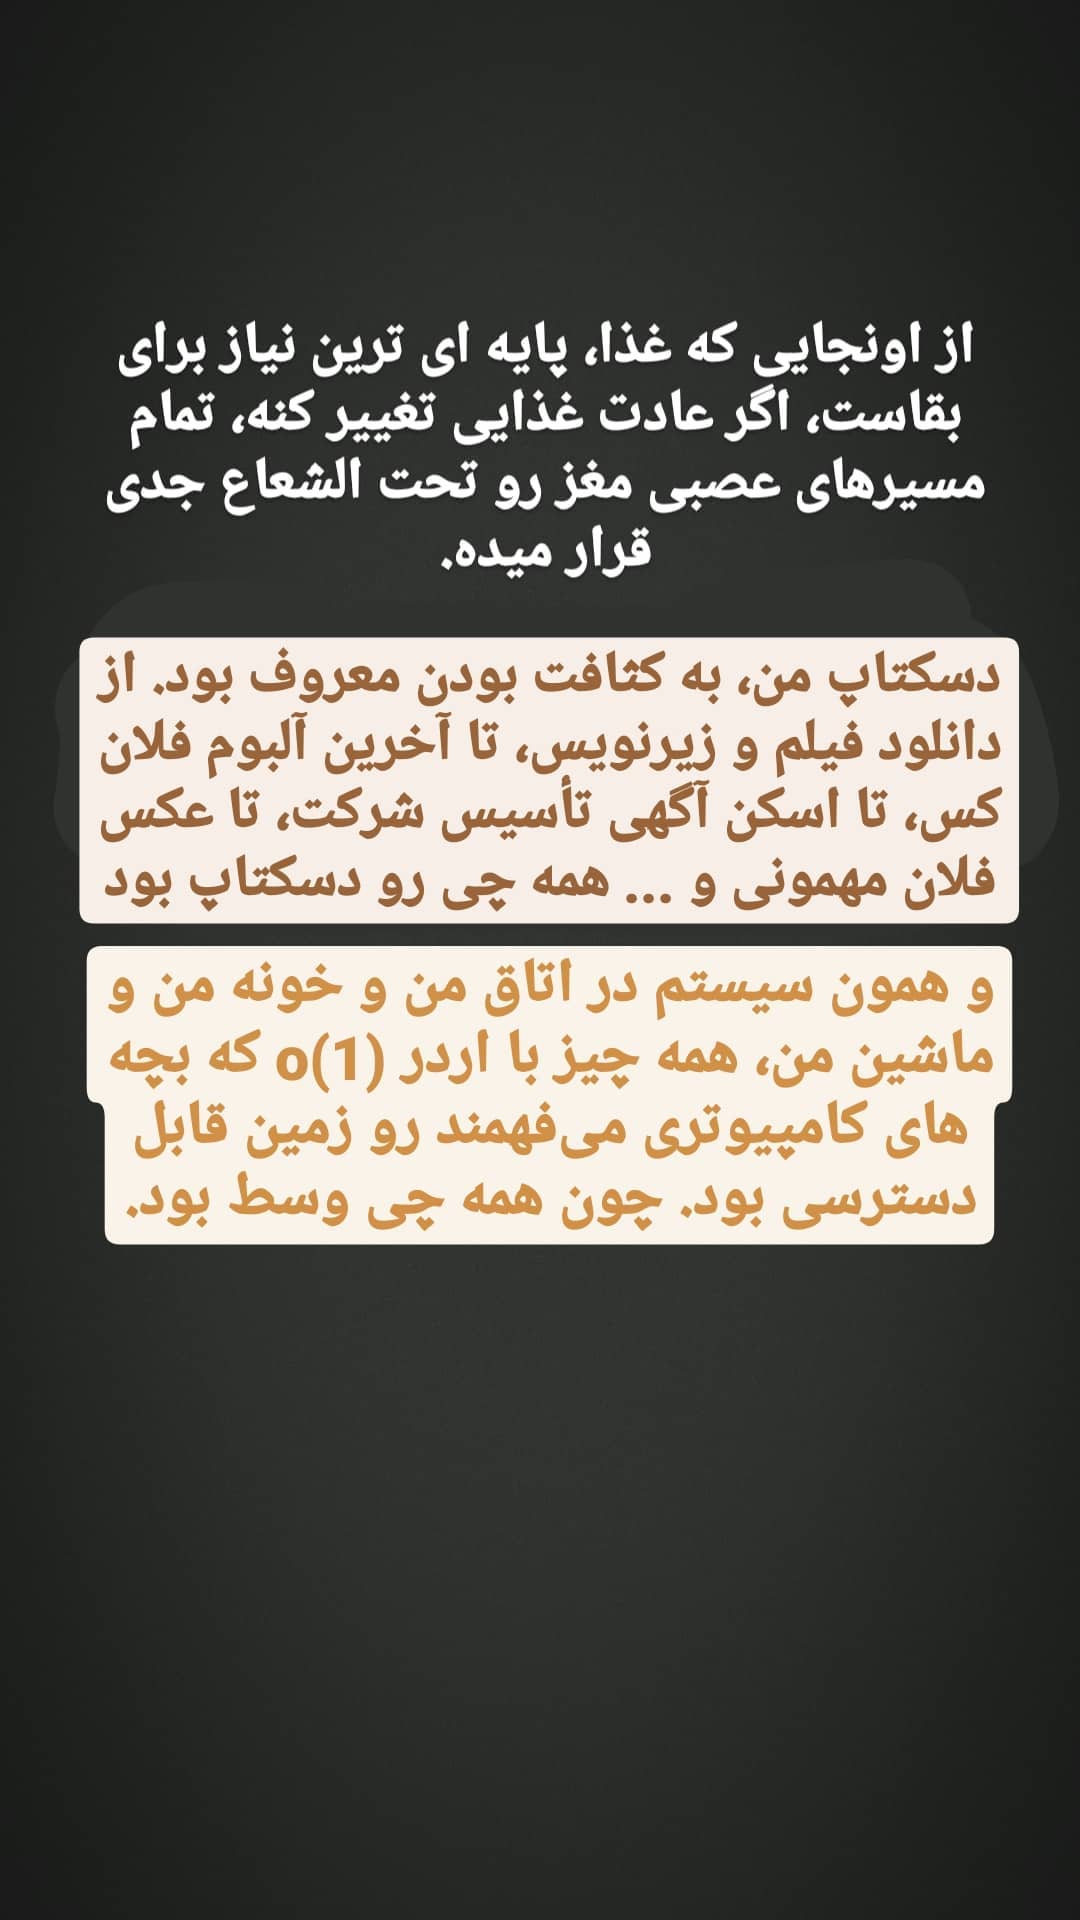 از اونجایی که غذا، پایه ای ترین نیاز برای
بقاست، اگر عادت غذایی تغییر کنه، تمام
مسیرهای عصبی مغز رو تحت الشعاع جدی
قرار میده.
دسکتاپ من، به کثافت بودن معروف بود. از
دانلود فیلم و زیرنویس، تا آخرین آلبوم فلان
کس، تا اسکن آگهی تأسیس شرکت، تا عکس
فلان مهمونی و ... همه چی رو دسکتاپ بود
و همون سیستم در اتاق من و خونه من و
ماشین من، همه چیز با اردر o(1) که بچه
های کامپیوتری می‌فهمند رو زمین قابل
دسترسی بود. چون همه چی وسط بود.